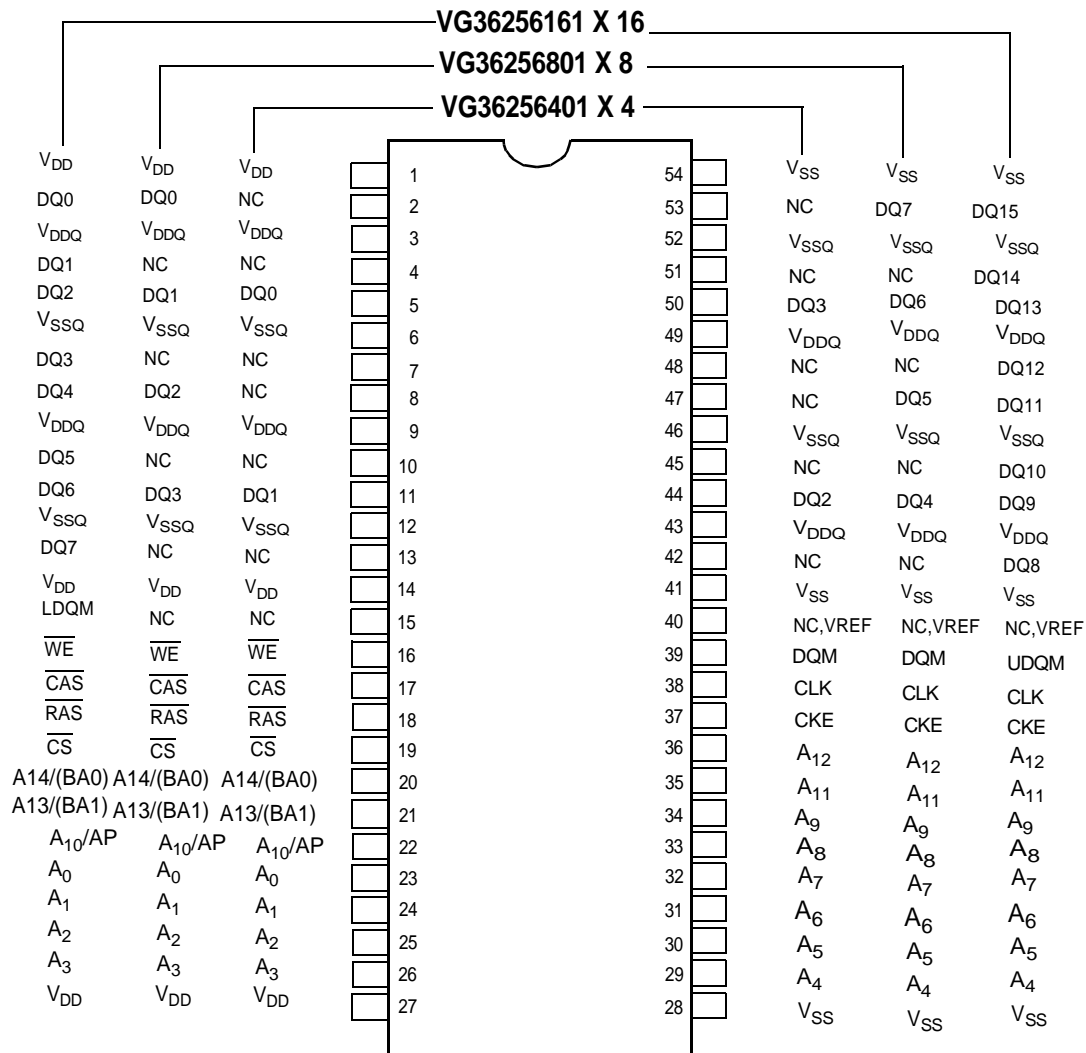 VG36256161 X 16
VG36256801 X 8
VG36256401 X 4
VDD VDD VDD 1 54 VSS VSS VSS
DQ0 DQ0 NC 2 53 NC DQ7 DQ15
VDDQ VDDQ VDDQ 3 52 VSSQ VSSQ VSSQ
DQ1 NC NC 4 51 NC NC DQ14
DQ2 DQ1 DQ0 5 50 DQ3 DQ6 DQ13
VSSQ VSSQ VSSQ 6 49 VDDQ VDDQ VDDQ
DQ3 NC NC 7 48 NC NC DQ12
DQ4 DQ2 NC 8 47 NC DQ5 DQ11
VDDQ VDDQ VDDQ 9 46 VSSQ VSSQ VSSQ
DQ5 NC NC 10 45 NC NC DQ10
DQ6 DQ3 DQ1 11 44 DQ2 DQ4 DQ9
VSSQ VSSQ VSSQ 12 43 VDDQ VDDQ VDDQ
DQ7 NC NC 13 42 NC NC DQ8
VDD VDD VDD 14 41 VSS VSS VSS
LDQM NC NC 15 40 NC,VREF NC,VREF NC,VREF
WE WE WE 16 39 DQM DQM UDQM
CAS CAS CAS 17 38 CLK CLK CLK
RAS RAS RAS 18 37 CKE CKE CKE
CS CS CS 19 36 A12 A12 A12
A14/(BA0) A14/(BA0) A14/(BA0) 20 35 A11 A11 A11
A13/(BA1) A13/(BA1) A13/(BA1) 21 34 A9 A9 A9
A10/AP A10/AP A10/AP 22 33 A8 A8 A8
A0 A0 A0 23 32 A7 A7 A7
A1 A1 A1 24 31 A6 A6 A6
A2 A2 A2 25 30 A5 A5 A5
A3 A3 A3 26 29 A4 A4 A4
VDD VDD VDD 27 28 VSS VSS VSS